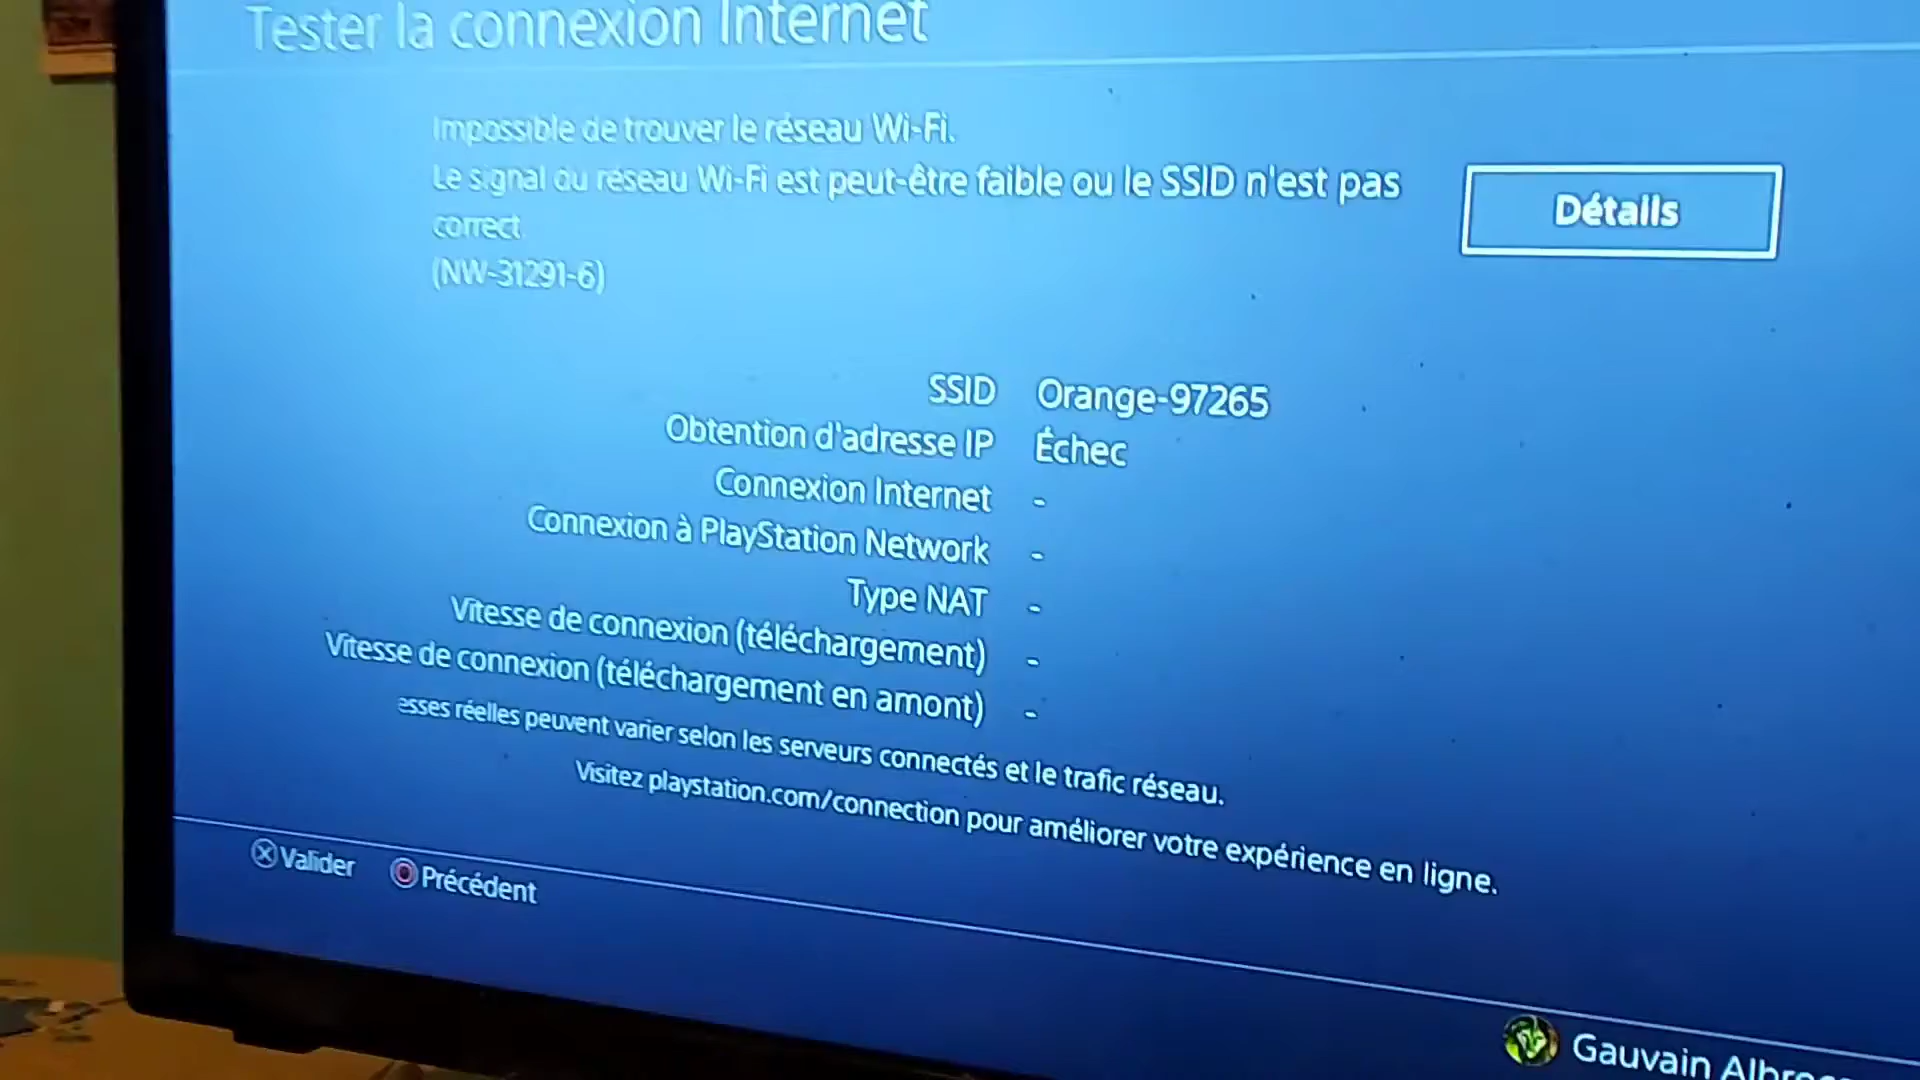 Tester la connexion Internet
Impossible de trouver le réseau Wi-Fi.
Le signal du réseau Wi-Fi est peut-être faible ou le SSID n'est pas
correct.
(NW-31291-6)
Détails
SSID Orange-97265
Obtention d'adresse IP Échec
Connexion Internet -
Connexion à PlayStation Network -
Type NAT -
Vitesse de connexion (téléchargement) -
Vitesse de connexion (téléchargement en amont) -
esses réelles peuvent varier selon les serveurs connectés et le trafic réseau.
Visitez playstation.com/connection pour améliorer votre expérience en ligne.
Valider Précédent
Gauvain